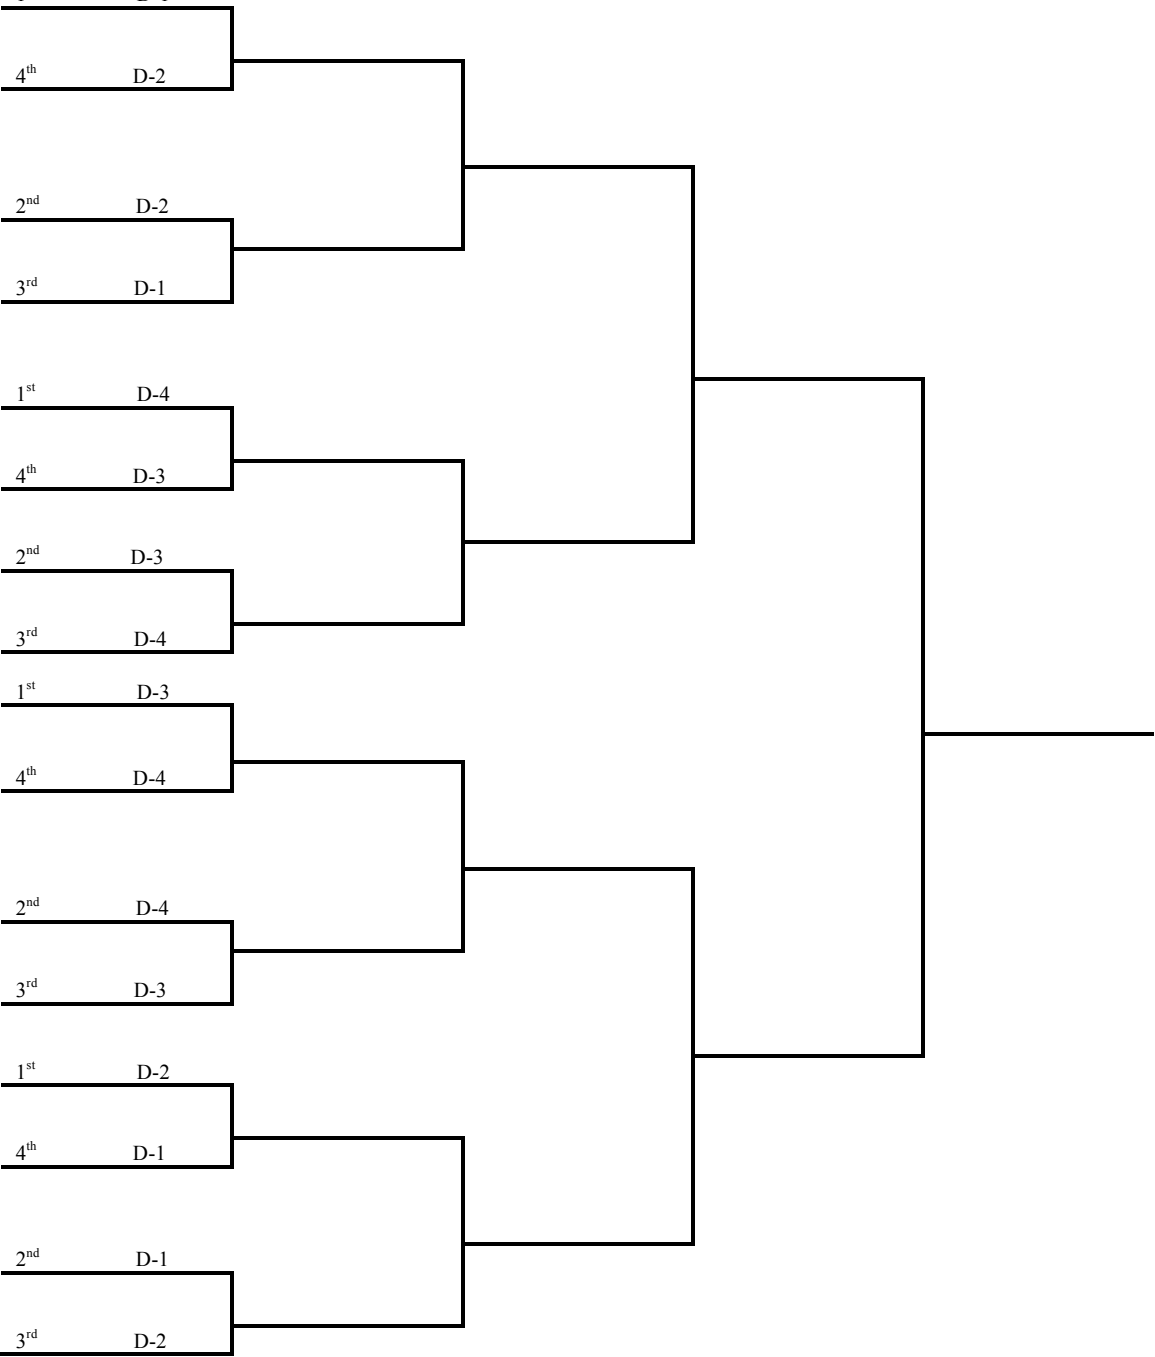 4th D-2
2nd D-2
3rd D-1
1st D-4
4th D-3
2nd D-3
3rd D-4
1st D-3
4th D-4
2nd D-4
3rd D-3
1st D-2
4th D-1
2nd D-1
3rd D-2